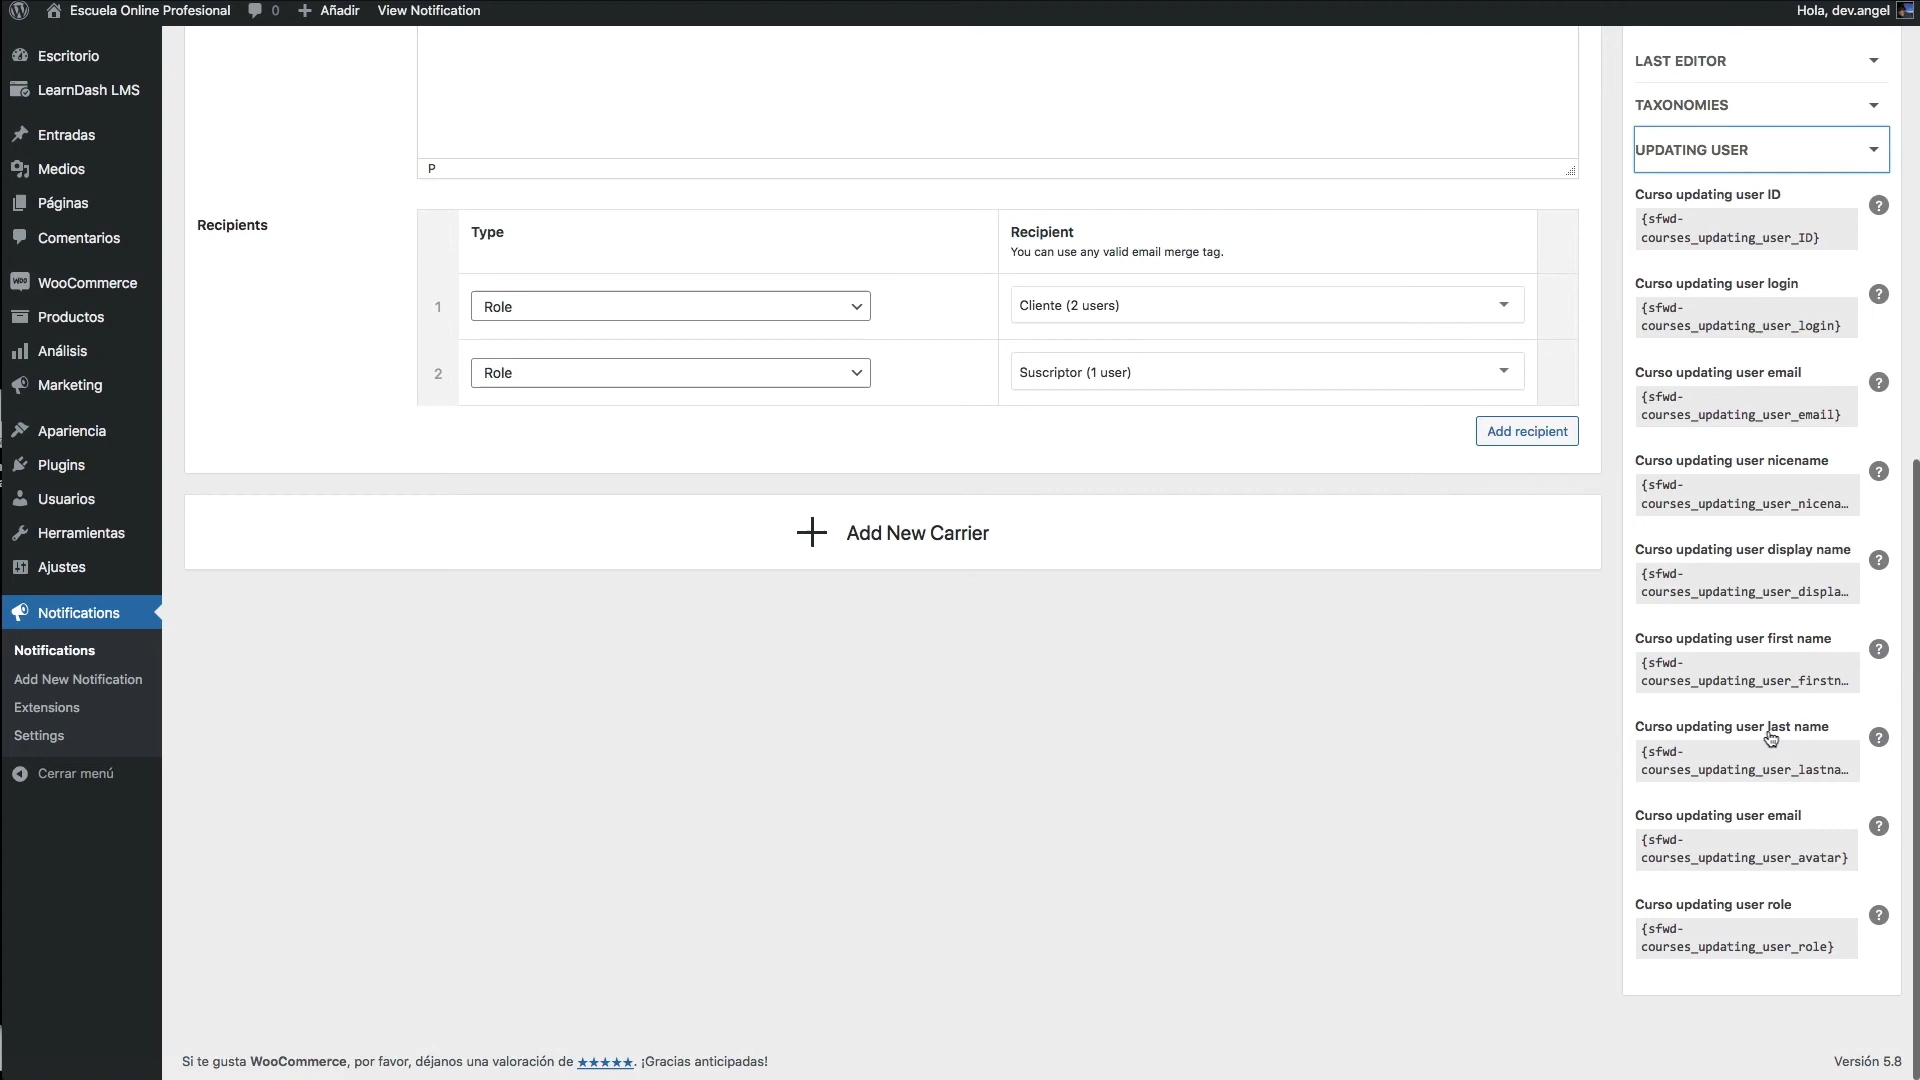 Escuela Online Profesional 0 Añadir View Notification Hola, dev.angel
Escritorio
LearnDash LMS
Entradas
Medios
Páginas
Comentarios
WooCommerce
Productos
Análisis
Marketing
Apariencia
Plugins
Usuarios
Herramientas
Ajustes
Notifications
Notifications
Add New Notification
Extensions
Settings
Cerrar menú
P
Recipients
Type
Recipient
You can use any valid email merge tag.
1 Role Cliente (2 users)
2 Role Suscriptor (1 user)
Add recipient
Add New Carrier
LAST EDITOR
TAXONOMIES
UPDATING USER
Curso updating user ID
{sfwd-
courses_updating_user_ID}
Curso updating user login
{sfwd-
courses_updating_user_login}
Curso updating user email
{sfwd-
courses_updating_user_email}
Curso updating user nicename
{sfwd-
courses_updating_user_nicena…
Curso updating user display name
{sfwd-
courses_updating_user_displa…
Curso updating user first name
{sfwd-
courses_updating_user_firstn…
Curso updating user last name
{sfwd-
courses_updating_user_lastna…
Curso updating user email
{sfwd-
courses_updating_user_avatar}
Curso updating user role
{sfwd-
courses_updating_user_role}
Si te gusta WooCommerce, por favor, déjanos una valoración de ★★★★★. ¡Gracias anticipadas!
Versión 5.8